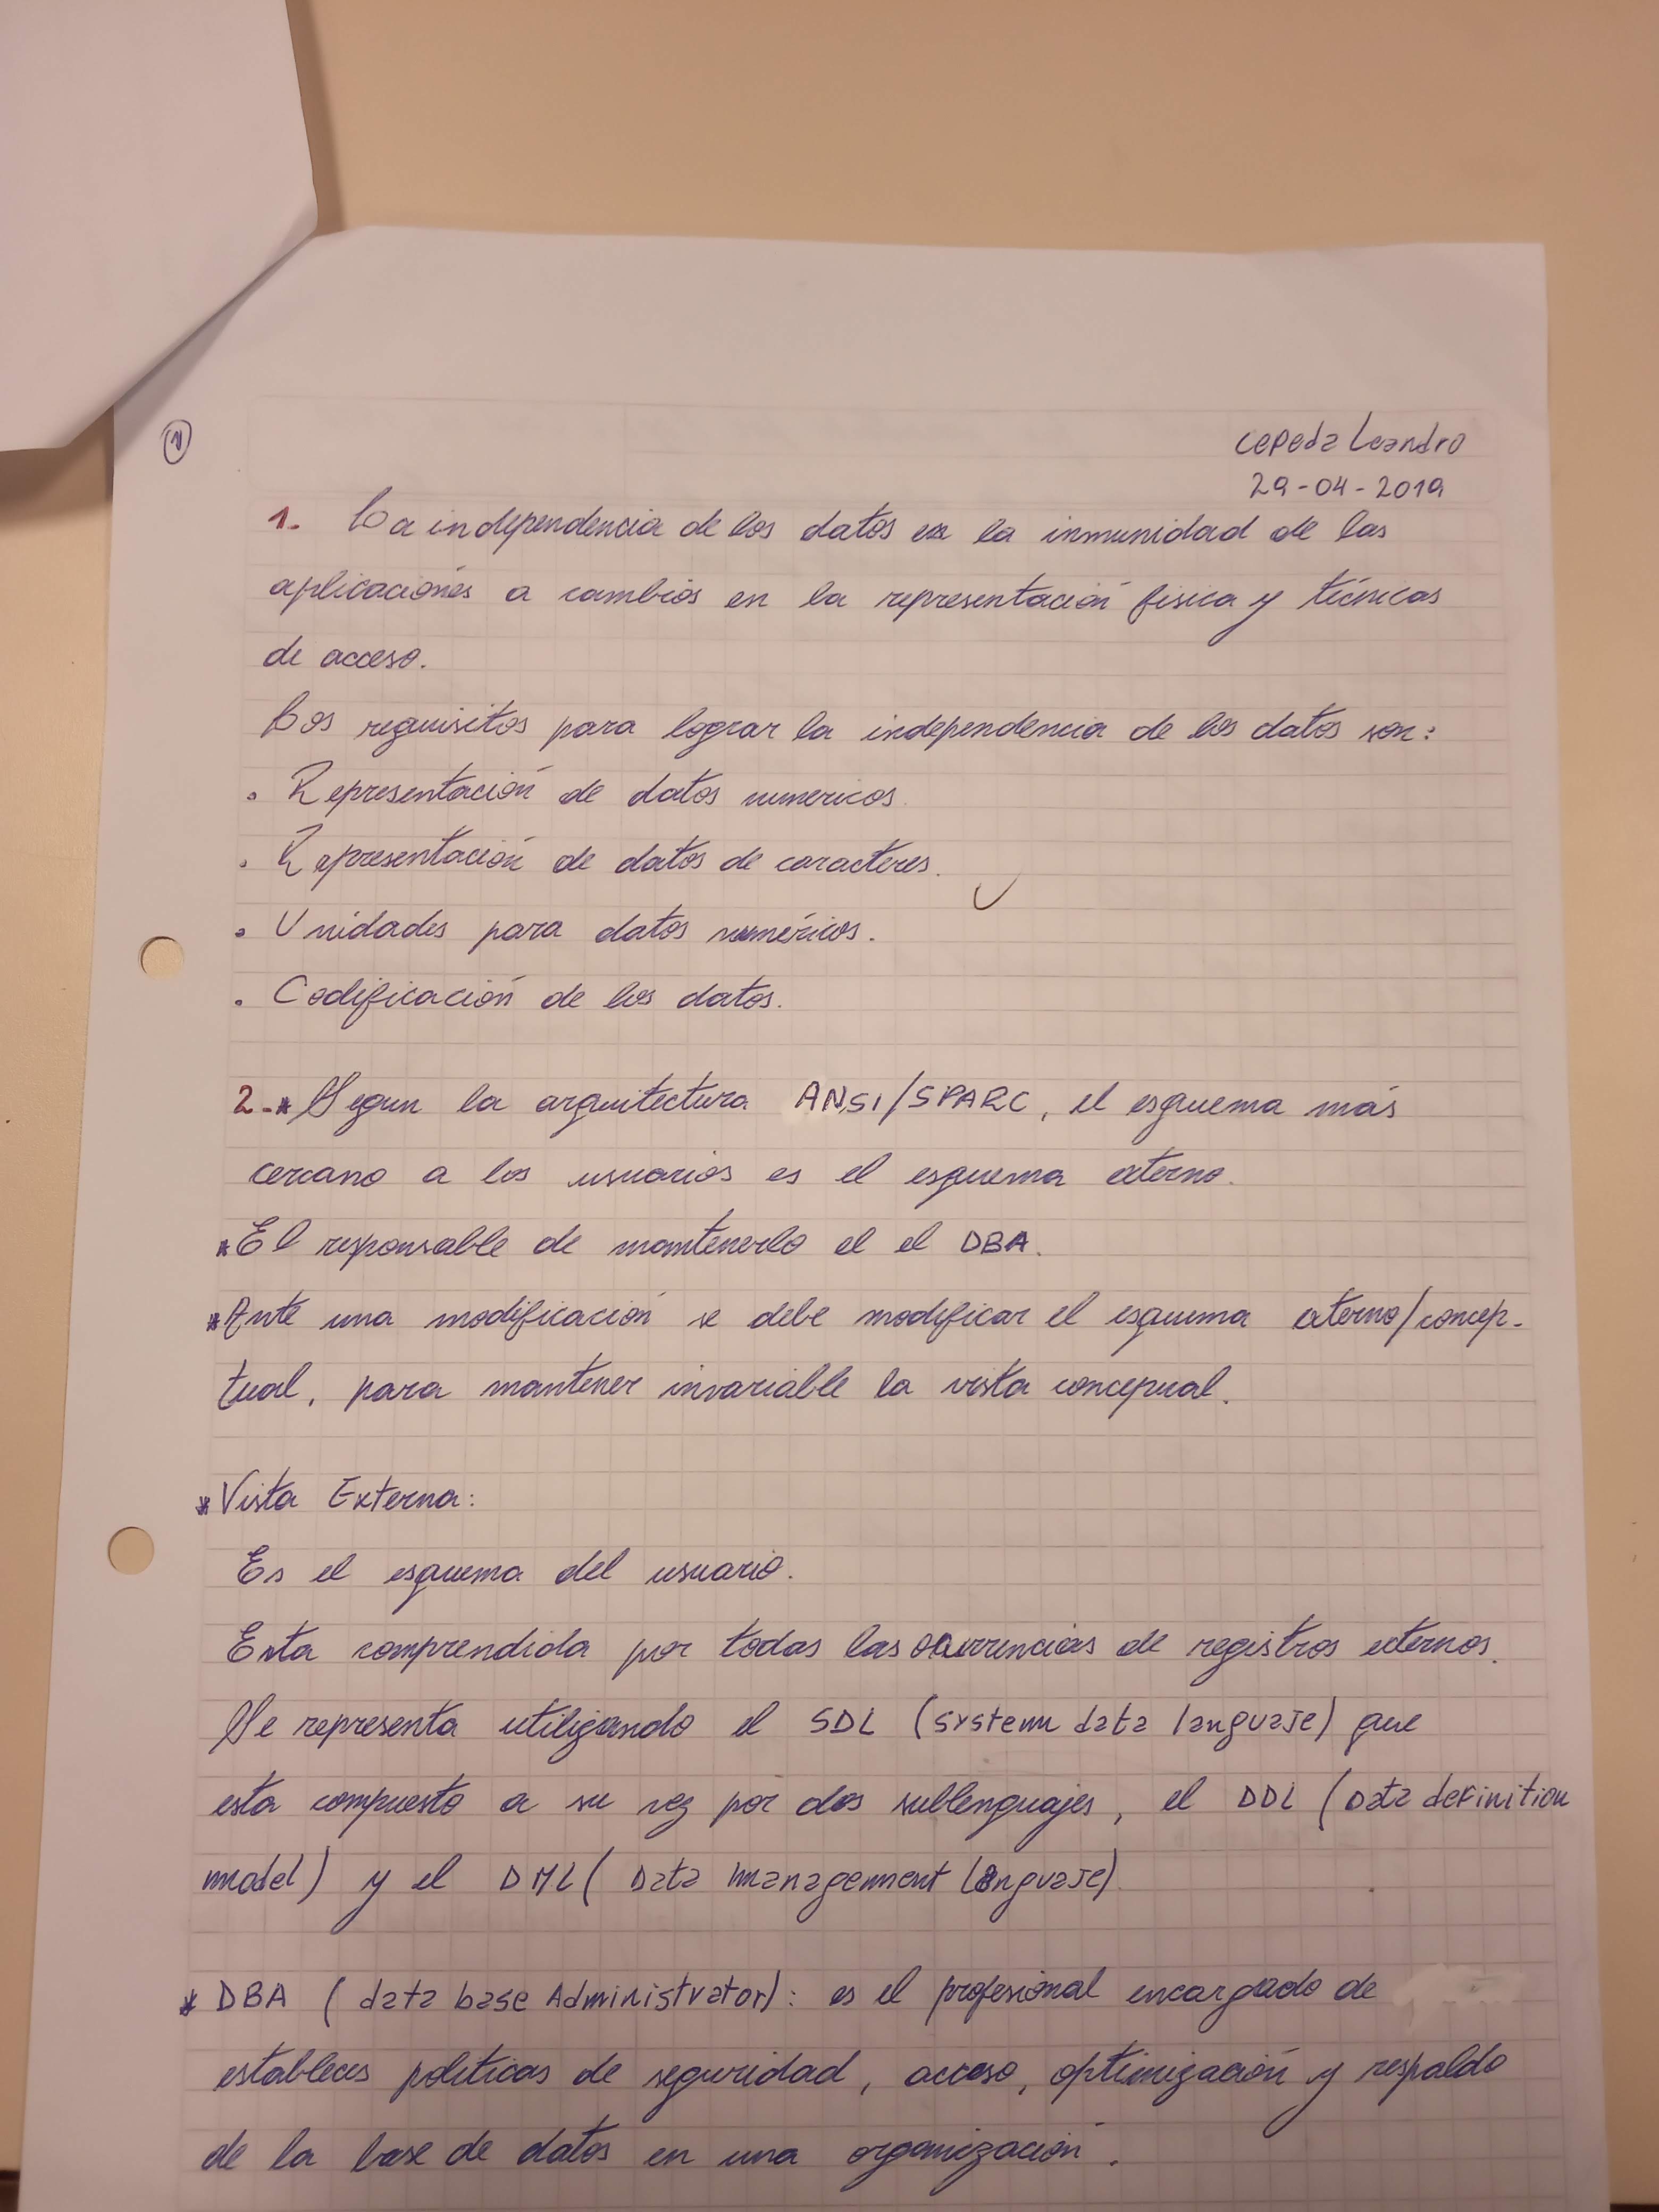 1
Cepeda Leandro
29-04-2019
1. La independencia de los datos es la inmunidad de las
aplicaciones a cambios en la representación fisica y técnicas
de acceso.
Los requisitos para lograr la independencia de los datos son:
• Representación de datos numericos.
• Representación de datos de caracteres.
• Unidades para datos numéricos.
• Codificación de los datos.
2.-* Segun la arquitectura ANSI/SPARC, el esquema más
cercano a los usuarios es el esquema externo.
*El responsable de mantenerlo el el DBA.
*Ante una modificación se debe modificar el esquema externo/concep-
tual, para mantener invariable la vista concepual.
*Vista Externa:
Es el esquema del usuario.
Esta comprendida por todas las ocurrencias de registros externos.
Se representa utilizando el SDL (system data languaje) que
esta compuesto a su vez por dos sublenguajes, el DDL (Data definition
model) y el DML (Data management Languaje).
* DBA (data base Administrator): es el profesional encargado de
estableces politicas de seguridad, acceso, optimización y respaldo
de la base de datos en una organización.